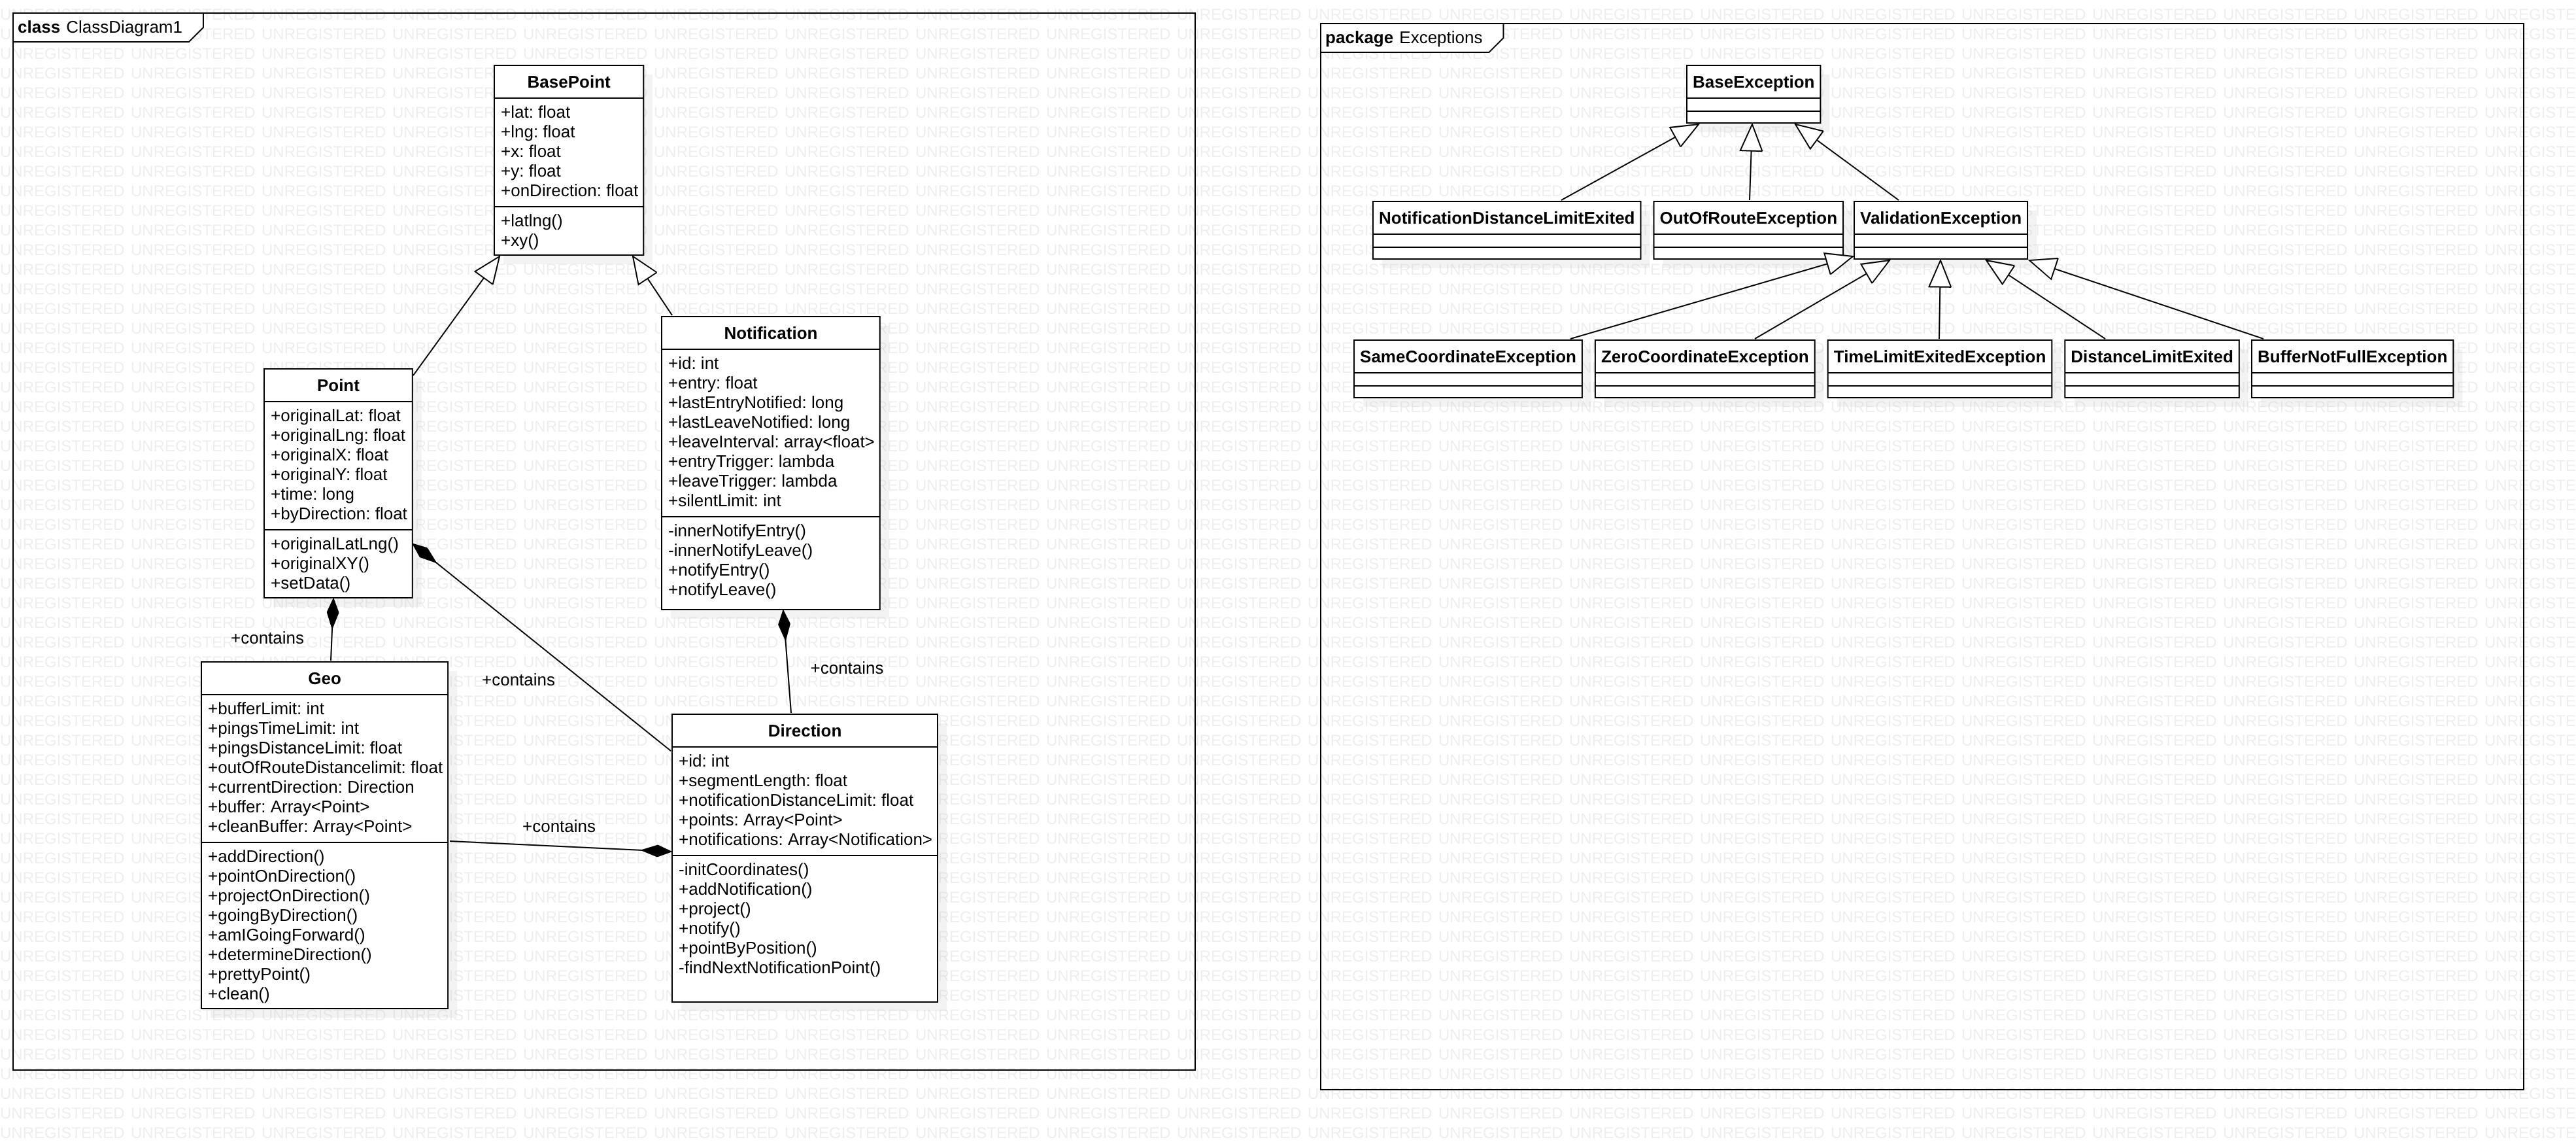 class ClassDiagram1
BasePoint
+lat: float
+lng: float
+x: float
+y: float
+onDirection: float
+latlng()
+xy()
Point
+originalLat: float
+originalLng: float
+originalX: float
+originalY: float
+time: long
+byDirection: float
+originalLatLng()
+originalXY()
+setData()
Notification
+id: int
+entry: float
+lastEntryNotified: long
+lastLeaveNotified: long
+leaveInterval: array<float>
+entryTrigger: lambda
+leaveTrigger: lambda
+silentLimit: int
-innerNotifyEntry()
-innerNotifyLeave()
+notifyEntry()
+notifyLeave()
+contains
+contains
+contains
Geo
+bufferLimit: int
+pingsTimeLimit: int
+pingsDistanceLimit: float
+outOfRouteDistancelimit: float
+currentDirection: Direction
+buffer: Array<Point>
+cleanBuffer: Array<Point>
+addDirection()
+pointOnDirection()
+projectOnDirection()
+goingByDirection()
+amIGoingForward()
+determineDirection()
+prettyPoint()
+clean()
+contains
Direction
+id: int
+segmentLength: float
+notificationDistanceLimit: float
+points: Array<Point>
+notifications: Array<Notification>
-initCoordinates()
+addNotification()
+project()
+notify()
+pointByPosition()
-findNextNotificationPoint()
package Exceptions
BaseException
NotificationDistanceLimitExited
OutOfRouteException
ValidationException
SameCoordinateException
ZeroCoordinateException
TimeLimitExitedException
DistanceLimitExited
BufferNotFullException
UNREGISTERED